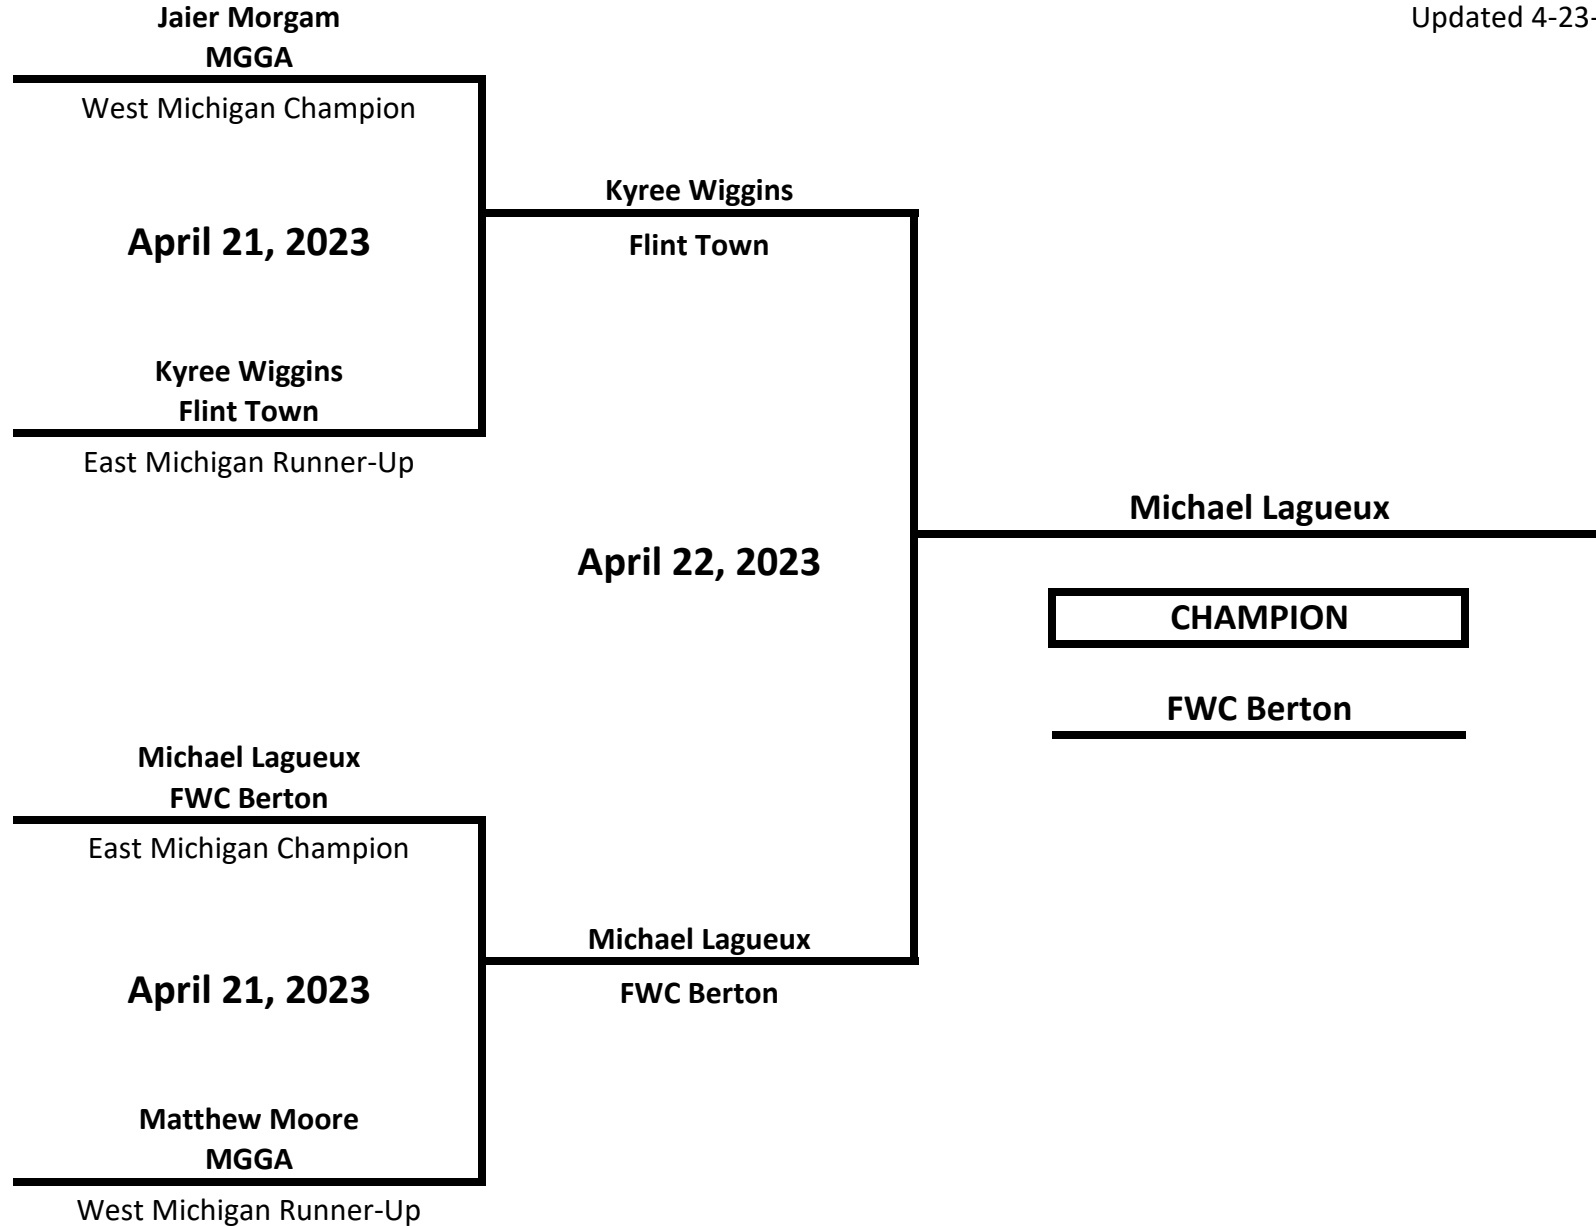 Jaier Morgam
MGGA
West Michigan Champion
Updated 4-23-
April 21, 2023
Kyree Wiggins
Flint Town
Kyree Wiggins
Flint Town
East Michigan Runner-Up
April 22, 2023
Michael Lagueux
CHAMPION
FWC Berton
Michael Lagueux
FWC Berton
East Michigan Champion
April 21, 2023
Michael Lagueux
FWC Berton
Matthew Moore
MGGA
West Michigan Runner-Up